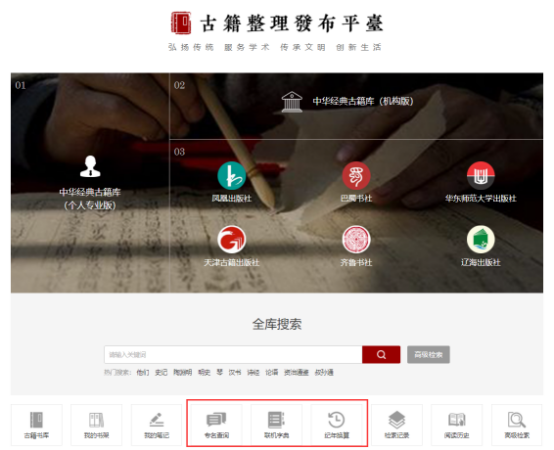 古籍整理發布平臺
弘扬传统 服务学术 传承文明 创新生活
01
02
中华经典古籍库（机构版）
03
中华经典古籍库
（个人专业版）
凤凰出版社
巴蜀书社
华东师范大学出版社
天津古籍出版社
齐鲁书社
辽海出版社
全库搜索
请输入关键词
高级检索
热门搜索： 他们 史记 陶渊明 明史 琴 汉书 诗经 论语 资治通鉴 叔孙通
古籍书库
我的书架
我的笔记
专名查询
联机字典
纪年换算
检索记录
阅读历史
高级检索